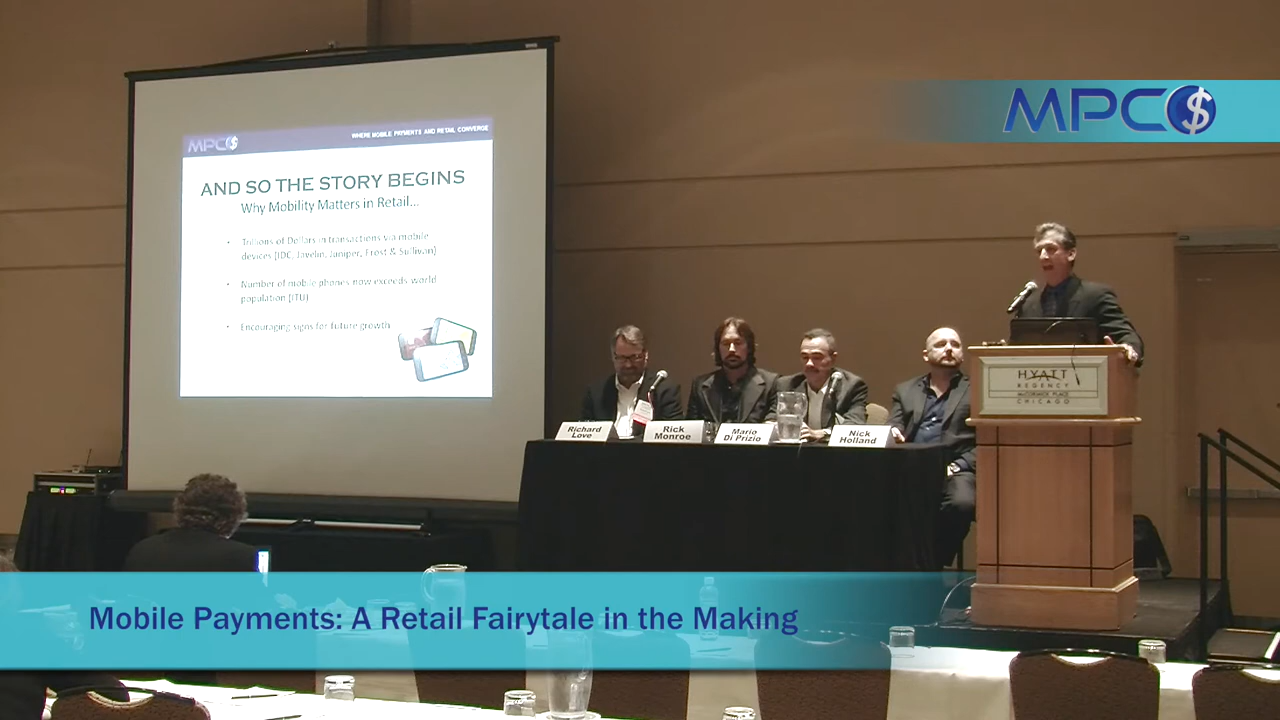 MPC$
WHERE MOBILE PAYMENTS AND RETAIL CONVERGE
MPC$
AND SO THE STORY BEGINS
Why Mobility Matters in Retail...
• Trillions of Dollars in transactions via mobile
devices (IDC, Javelin, Juniper, Frost & Sullivan)
• Number of mobile phones now exceeds world
population (ITU)
• Encouraging signs for future growth
Richard
Love
Rick
Monroe
Mario
Di Prizio
Nick
Holland
HYATT
REGENCY
McCORMICK PLACE
CHICAGO
Mobile Payments: A Retail Fairytale in the Making